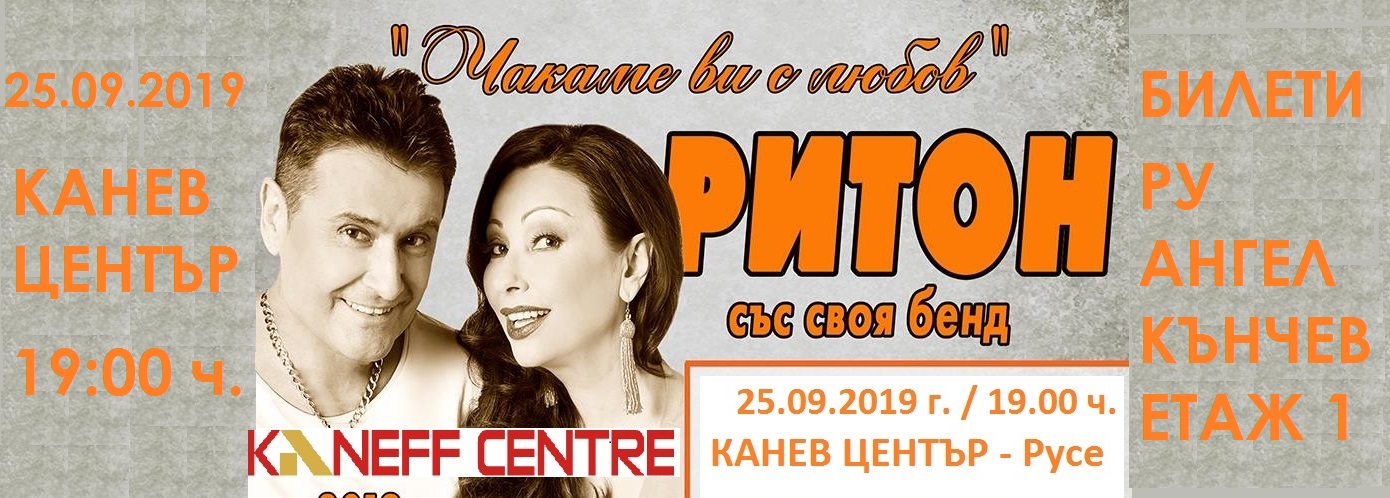 25.09.2019
КАНЕВ
ЦЕНТЪР
19:00 ч.
"Чакаме ви с любов"
РИТОН
със своя бенд
25.09.2019 г. / 19.00 ч.
КАНЕВ ЦЕНТЪР - Русе
KANEFF CENTRE
БИЛЕТИ
РУ
АНГЕЛ
КЪНЧЕВ
ЕТАЖ 1